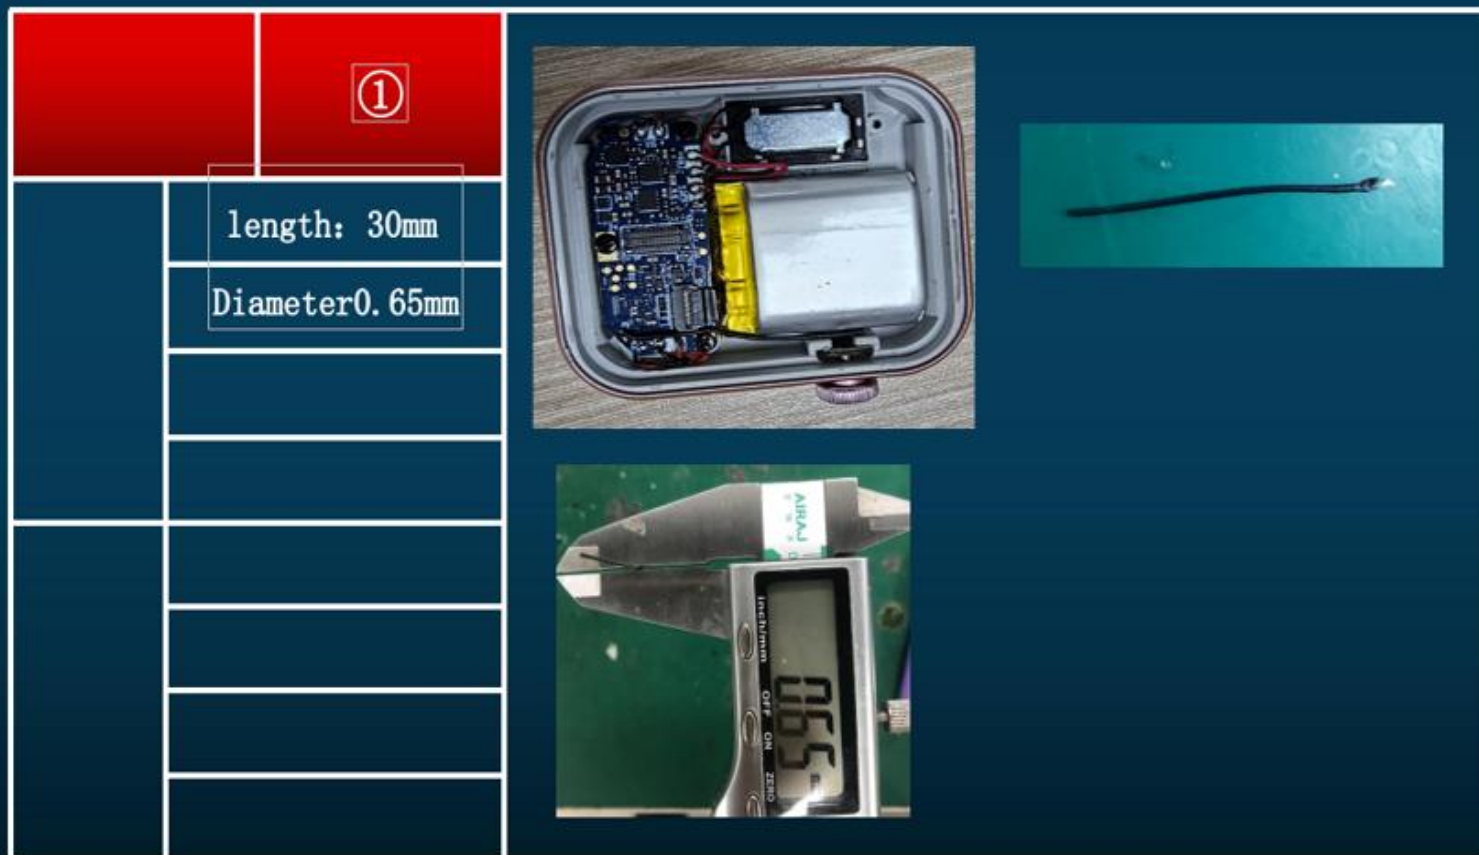 ①
length: 30mm
Diameter0.65mm
AIRAJ
inch/mm
OFF ON
ZERO
0.65